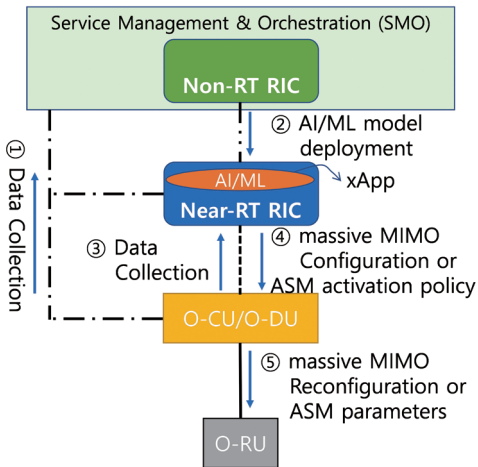 Service Management & Orchestration (SMO)
Non-RT RIC
① Data Collection
② AI/ML model
deployment
AI/ML
xApp
Near-RT RIC
③ Data
Collection
④ massive MIMO
Configuration or
ASM activation policy
O-CU/O-DU
⑤ massive MIMO
Reconfiguration or
ASM parameters
O-RU